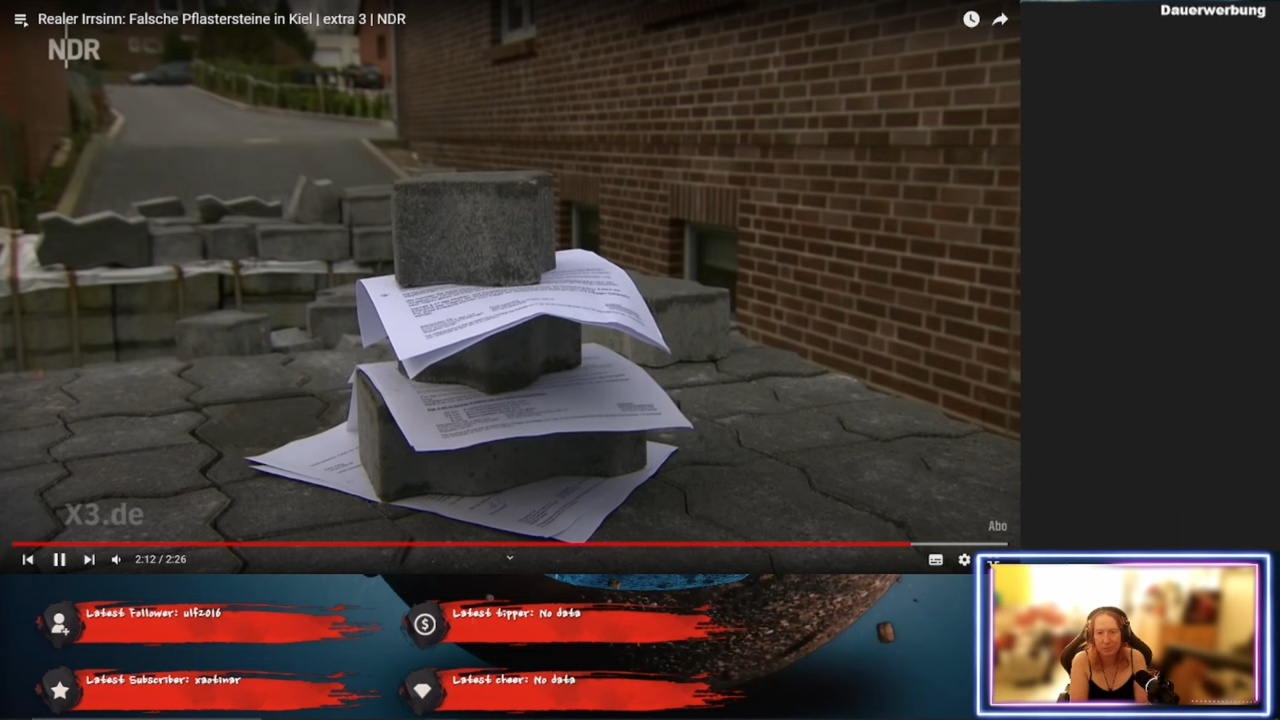 Realer Irrsinn: Falsche Pflastersteine in Kiel | extra 3 | NDR
Dauerwerbung
NDR
X3.de
Abo
2:12 / 2:26
Latest Follower: ulf2016
Latest tipper: No data
Latest Subscriber: xaotinar
Latest cheer: No data